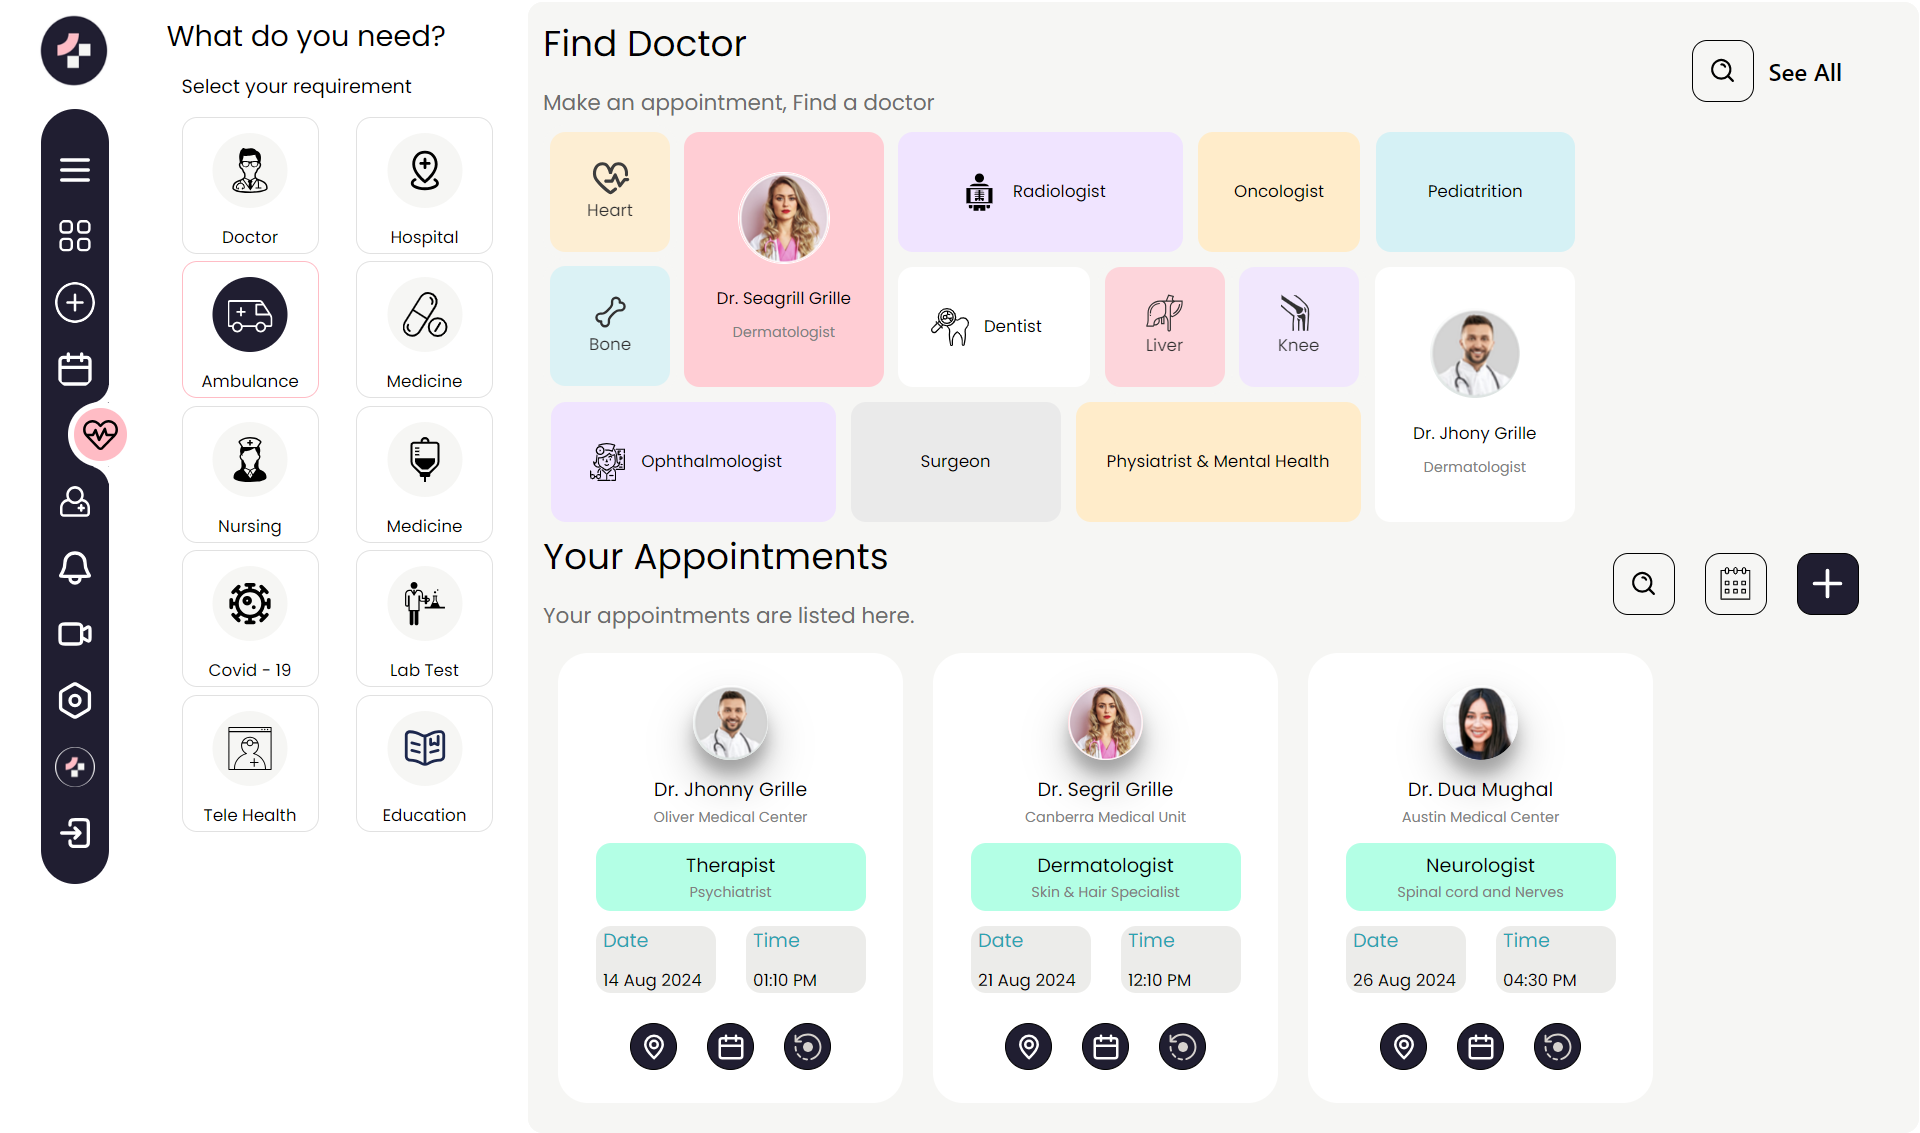 What do you need?
Select your requirement
Doctor
Hospital
Ambulance
Medicine
Nursing
Medicine
Covid - 19
Lab Test
Tele Health
Education
Find Doctor
Make an appointment, Find a doctor
See All
Heart
Dr. Seagrill Grille
Dermatologist
Radiologist
Oncologist
Pediatrition
Bone
Dentist
Liver
Knee
Dr. Jhony Grille
Dermatologist
Ophthalmologist
Surgeon
Physiatrist & Mental Health
Your Appointments
Your appointments are listed here.
Dr. Jhonny Grille
Oliver Medical Center
Therapist
Psychiatrist
Date
14 Aug 2024
Time
01:10 PM
Dr. Segril Grille
Canberra Medical Unit
Dermatologist
Skin & Hair Specialist
Date
21 Aug 2024
Time
12:10 PM
Dr. Dua Mughal
Austin Medical Center
Neurologist
Spinal cord and Nerves
Date
26 Aug 2024
Time
04:30 PM